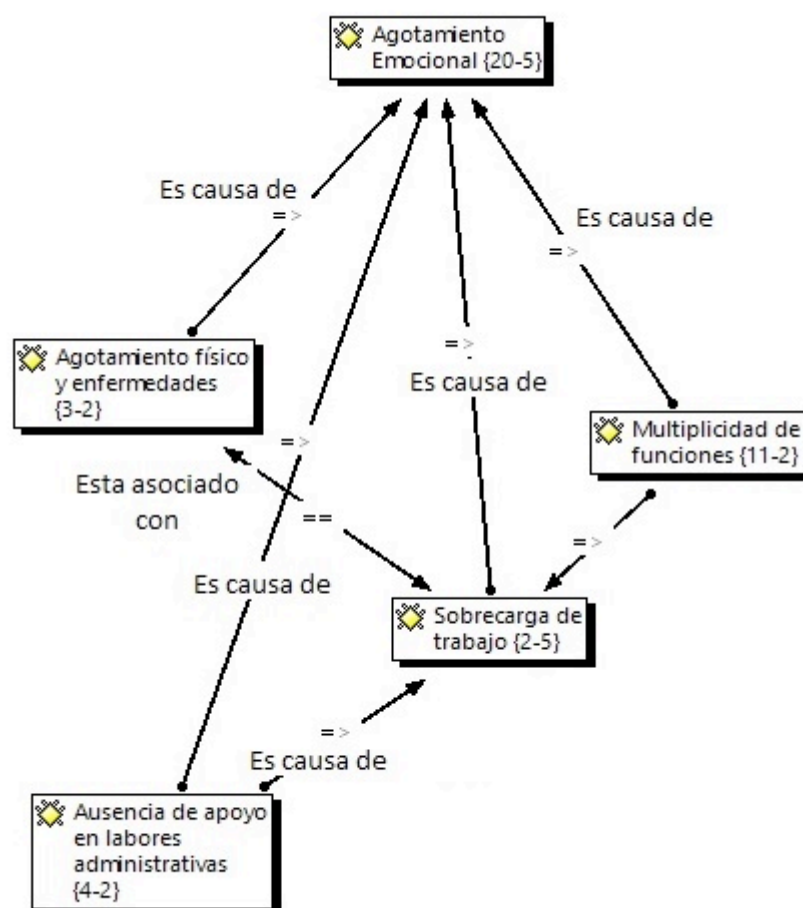 Agotamiento
Emocional {20-5}
Es causa de
=>
Es causa de
=>
Agotamiento físico
y enfermedades
{3-2}
=>
Es causa de
Multiplicidad de
funciones {11-2}
=>
Esta asociado
con
==
=>
Es causa de
Sobrecarga de
trabajo {2-5}
=>
Es causa de
Ausencia de apoyo
en labores
administrativas
{4-2}